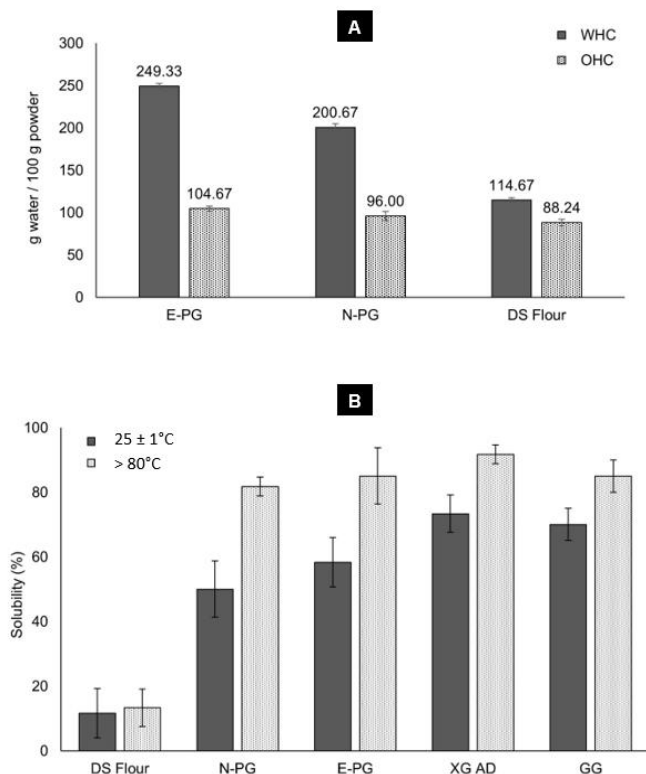 A
WHC
OHC
g water / 100 g powder
300
250
200
150
100
50
0
249.33
104.67
200.67
96.00
114.67
88.24
E-PG
N-PG
DS Flour
B
25 ± 1°C
> 80°C
Solubility (%)
100
80
60
40
20
0
DS Flour
N-PG
E-PG
XG AD
GG